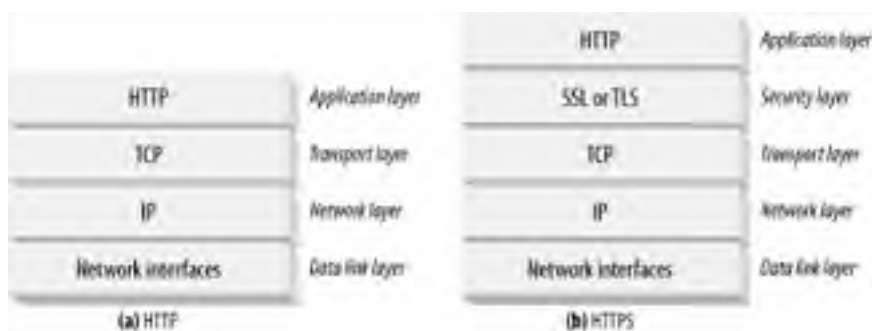 HTTP Application layer
TCP Transport layer
IP Network layer
Network interfaces Data link layer
(a) HTTP
HTTP Application layer
SSL or TLS Security layer
TCP Transport layer
IP Network layer
Network interfaces Data link layer
(b) HTTPS